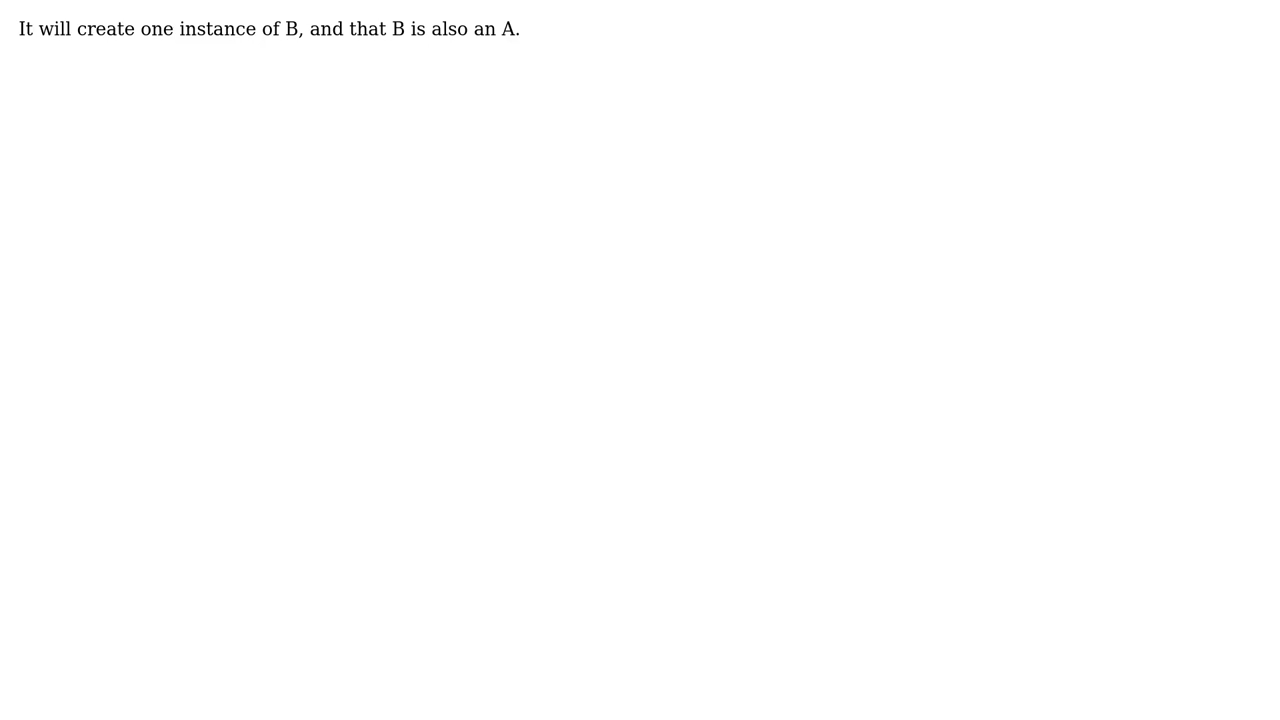 It will create one instance of B, and that B is also an A.